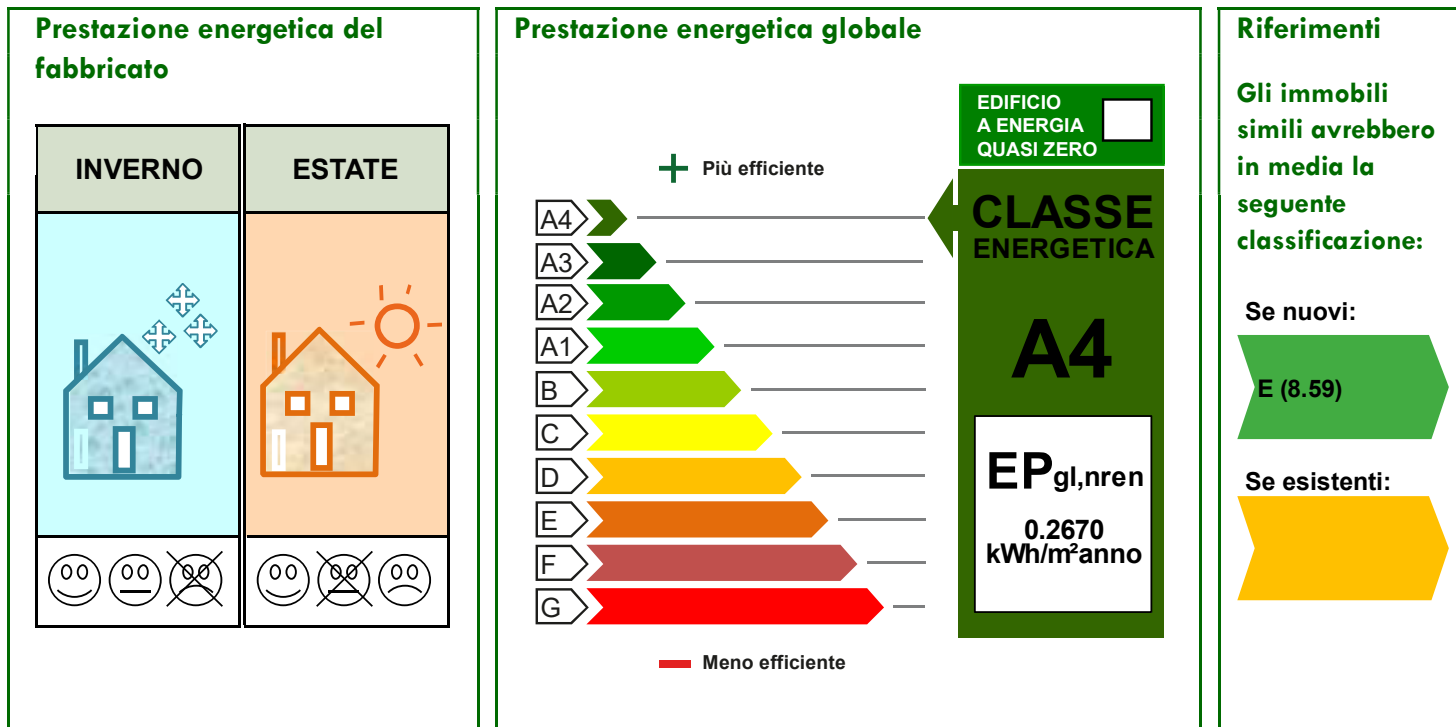 Prestazione energetica del
fabbricato
INVERNO
ESTATE
Prestazione energetica globale
Più efficiente
A4
A3
A2
A1
B
C
D
E
F
G
Meno efficiente
EDIFICIO
A ENERGIA
QUASI ZERO
CLASSE
ENERGETICA
A4
EPgl,nren
0.2670
kWh/m²anno
Riferimenti
Gli immobili
simili avrebbero
in media la
seguente
classificazione:
Se nuovi:
E (8.59)
Se esistenti: